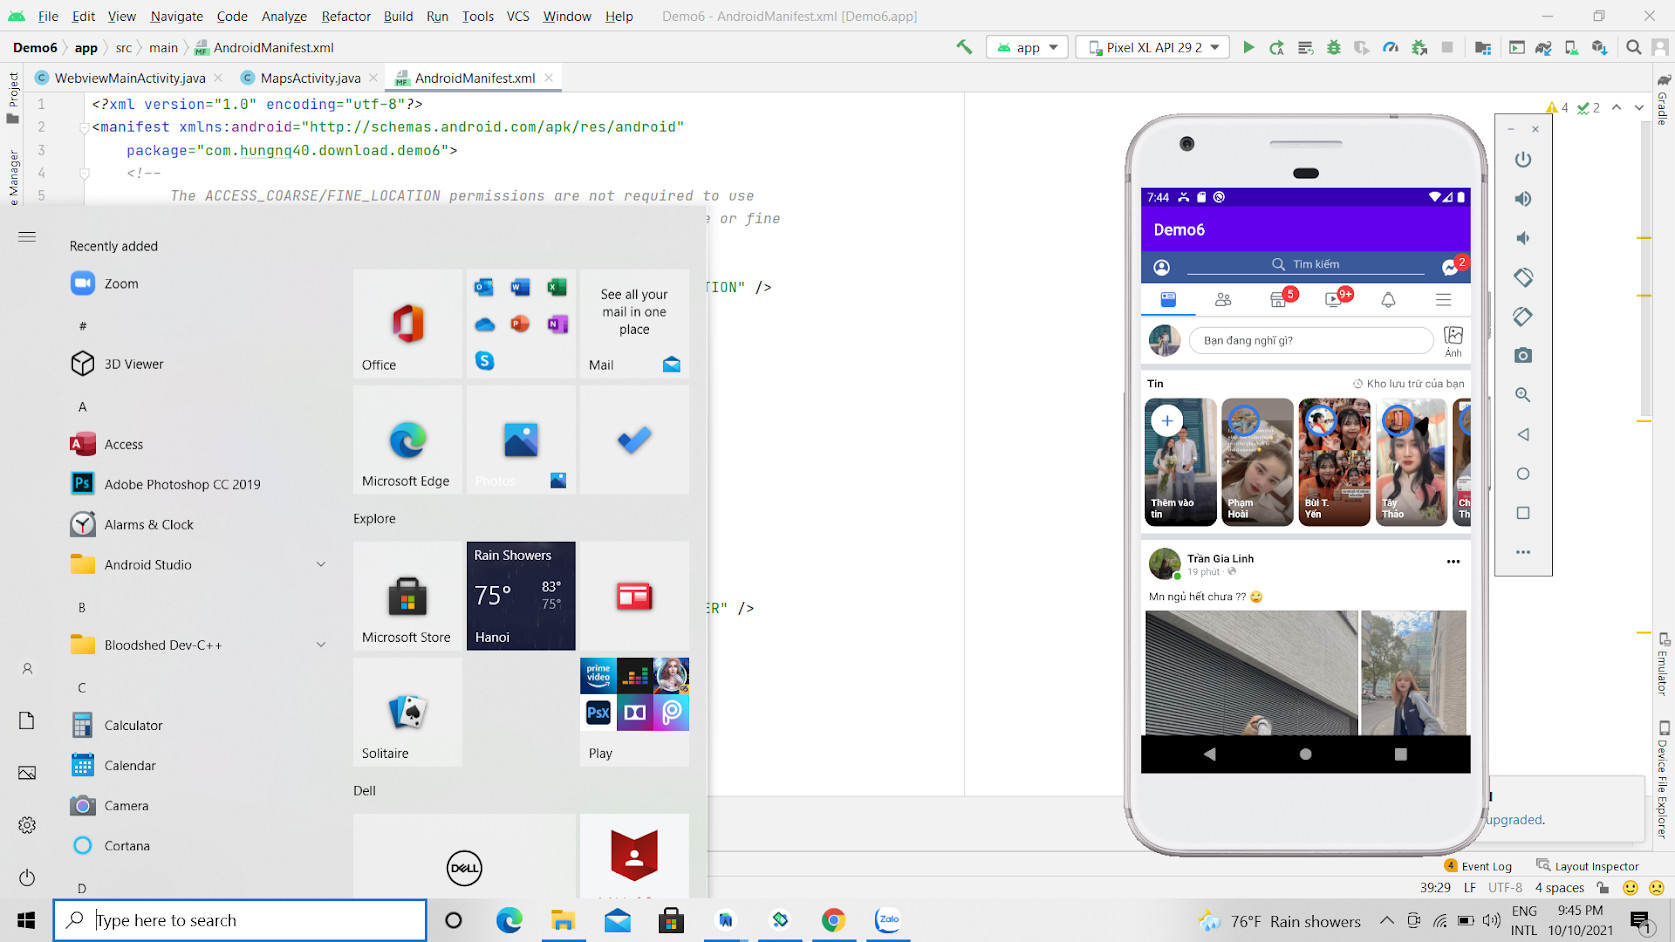 File Edit View Navigate Code Analyze Refactor Build Run Tools VCS Window Help Demo6 - AndroidManifest.xml [Demo6.app]
Demo6 app src main AndroidManifest.xml app Pixel XL API 29 2
WebviewMainActivity.java MapsActivity.java AndroidManifest.xml
Project
Gradle
4 2
1 <?xml version="1.0" encoding="utf-8"?>
2 <manifest xmlns:android="http://schemas.android.com/apk/res/android"
3 package="com.hungnq40.download.demo6">
4 <!--
5 The ACCESS_COARSE/FINE_LOCATION permissions are not required to use
e or fine
TION" />
ER" />
e Manager
Recently added
Zoom
#
3D Viewer
A
Access
Adobe Photoshop CC 2019
Alarms & Clock
Android Studio
B
Bloodshed Dev-C++
C
Calculator
Calendar
Camera
Cortana
D
Office
See all your
mail in one
place
Mail
Microsoft Edge
Photos
Explore
Microsoft Store
Rain Showers
75° 83°
75°
Hanoi
Solitaire
prime
video
PsX
Play
Dell
DELL
7:44
Demo6
Tìm kiếm 2
5 9+
Bạn đang nghĩ gì?
Ảnh
Tin Kho lưu trữ của bạn
Thêm vào
tin
Phạm
Hoài
Bùi T.
Yến
Tây
Thảo
Ch
Th
Trần Gia Linh
19 phút ·
Mn ngủ hết chưa ??
Emulator
Device File Explorer
upgraded.
4 Event Log Layout Inspector
39:29 LF UTF-8 4 spaces
Type here to search
Zalo
76°F Rain showers
ENG
INTL
9:45 PM
10/10/2021
1